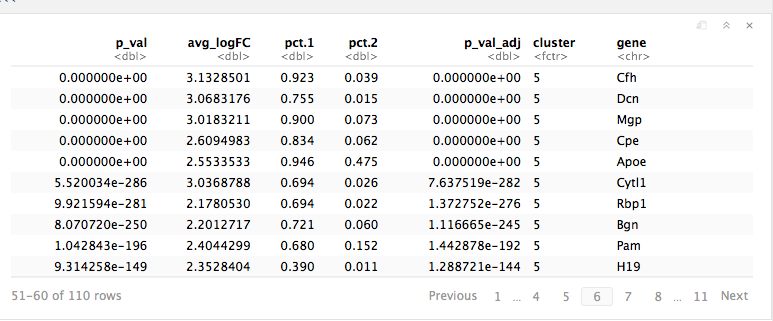 p_val avg_logFC pct.1 pct.2 p_val_adj cluster gene
<dbl> <dbl> <dbl> <dbl> <dbl> <fctr> <chr>
0.000000e+00 3.1328501 0.923 0.039 0.000000e+00 5 Cfh
0.000000e+00 3.0683176 0.755 0.015 0.000000e+00 5 Dcn
0.000000e+00 3.0183211 0.900 0.073 0.000000e+00 5 Mgp
0.000000e+00 2.6094983 0.834 0.062 0.000000e+00 5 Cpe
0.000000e+00 2.5533533 0.946 0.475 0.000000e+00 5 Apoe
5.520034e-286 3.0368788 0.694 0.026 7.637519e-282 5 Cytl1
9.921594e-281 2.1780530 0.694 0.022 1.372752e-276 5 Rbp1
8.070720e-250 2.2012717 0.721 0.060 1.116665e-245 5 Bgn
1.042843e-196 2.4044299 0.680 0.152 1.442878e-192 5 Pam
9.314258e-149 2.3528404 0.390 0.011 1.288721e-144 5 H19
51-60 of 110 rows Previous 1 ... 4 5 6 7 8 ... 11 Next